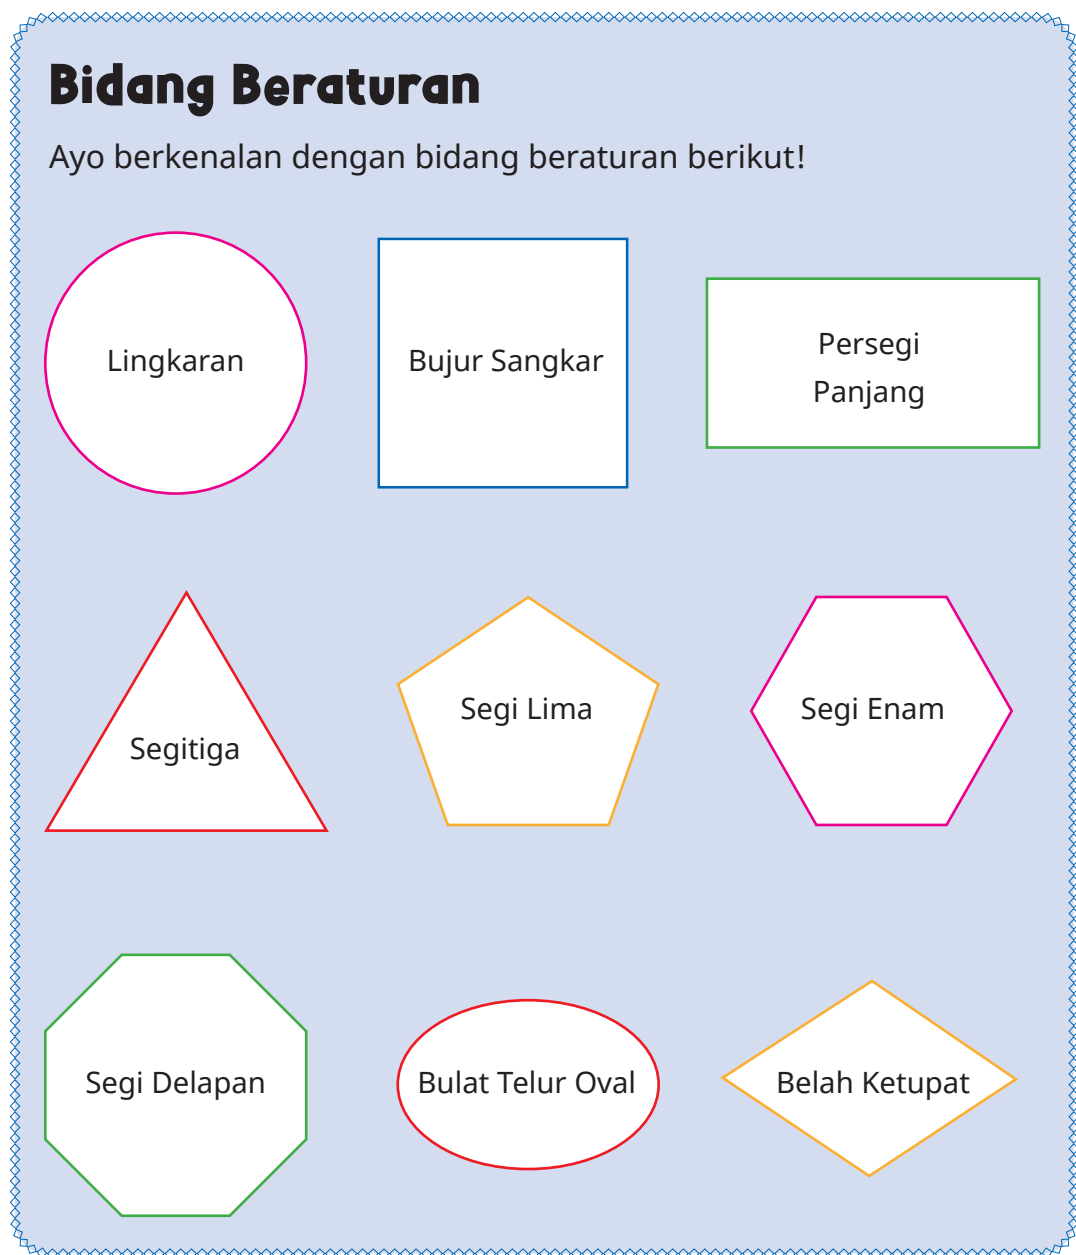 Bidang Beraturan
Ayo berkenalan dengan bidang beraturan berikut!
Lingkaran
Bujur Sangkar
Persegi
Panjang
Segitiga
Segi Lima
Segi Enam
Segi Delapan
Bulat Telur Oval
Belah Ketupat